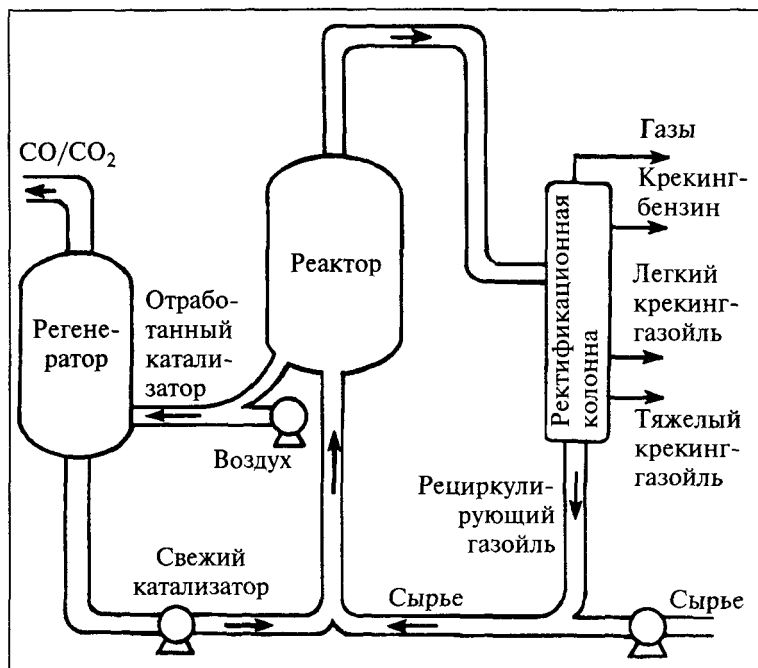 CO/CO₂
Газы
Крекинг-
бензин
Реактор
Легкий
крекинг-
газойль
Регене-
ратор
Отрабо-
танный
катали-
затор
Ректификационная
колонна
Воздух
Тяжелый
крекинг-
газойль
Рециркули-
рующий
газойль
Свежий
катализатор
Сырье
Сырье